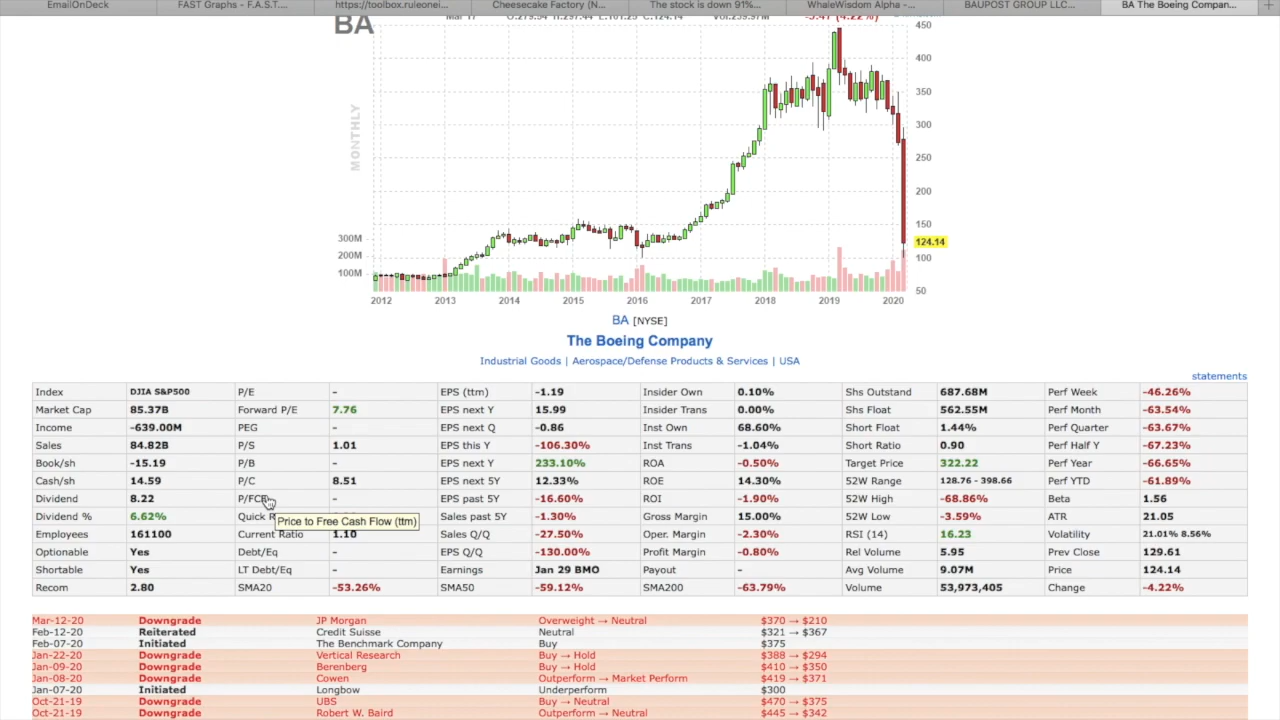 EmailOnDeck FAST Graphs - F.A.S.T.... https://toolbox.ruleonei... Cheesecake Factory (N... The stock is down 91%... WhaleWisdom Alpha -... BAUPOST GROUP LLC... BA The Boeing Compan... +
BA
450
400
350
300
250
200
150
124.14
100
50
MONTHLY
300M
200M
100M
2012 2013 2014 2015 2016 2017 2018 2019 2020
BA [NYSE]
The Boeing Company
Industrial Goods | Aerospace/Defense Products & Services | USA
statements
Index DJIA S&P500 P/E - EPS (ttm) -1.19 Insider Own 0.10% Shs Outstand 687.68M Perf Week -46.26%
Market Cap 85.37B Forward P/E 7.76 EPS next Y 15.99 Insider Trans 0.00% Shs Float 562.55M Perf Month -63.54%
Income -639.00M PEG - EPS next Q -0.86 Inst Own 68.60% Short Float 1.44% Perf Quarter -63.67%
Sales 84.82B P/S 1.01 EPS this Y -106.30% Inst Trans -1.04% Short Ratio 0.90 Perf Half Y -67.23%
Book/sh -15.19 P/B - EPS next Y 233.10% ROA -0.50% Target Price 322.22 Perf Year -66.65%
Cash/sh 14.59 P/C 8.51 EPS next 5Y 12.33% ROE 14.30% 52W Range 128.76 - 398.66 Perf YTD -61.89%
Dividend 8.22 P/FCF - EPS past 5Y -16.60% ROI -1.90% 52W High -68.86% Beta 1.56
Dividend % 6.62% Quick R Price to Free Cash Flow (ttm) Sales past 5Y -1.30% Gross Margin 15.00% 52W Low -3.59% ATR 21.05
Employees 161100 Current Ratio 1.10 Sales Q/Q -27.50% Oper. Margin -2.30% RSI (14) 16.23 Volatility 21.01% 8.56%
Optionable Yes Debt/Eq - EPS Q/Q -130.00% Profit Margin -0.80% Rel Volume 5.95 Prev Close 129.61
Shortable Yes LT Debt/Eq - Earnings Jan 29 BMO Payout - Avg Volume 9.07M Price 124.14
Recom 2.80 SMA20 -53.26% SMA50 -59.12% SMA200 -63.79% Volume 53,973,405 Change -4.22%
Mar-12-20 Downgrade JP Morgan Overweight → Neutral $370 → $210
Feb-12-20 Reiterated Credit Suisse Neutral $321 → $367
Feb-07-20 Initiated The Benchmark Company Buy $375
Jan-22-20 Downgrade Vertical Research Buy → Hold $388 → $294
Jan-09-20 Downgrade Berenberg Buy → Hold $410 → $350
Jan-08-20 Downgrade Cowen Outperform → Market Perform $419 → $371
Jan-07-20 Initiated Longbow Underperform $300
Oct-21-19 Downgrade UBS Buy → Neutral $470 → $375
Oct-21-19 Downgrade Robert W. Baird Outperform → Neutral $445 → $342